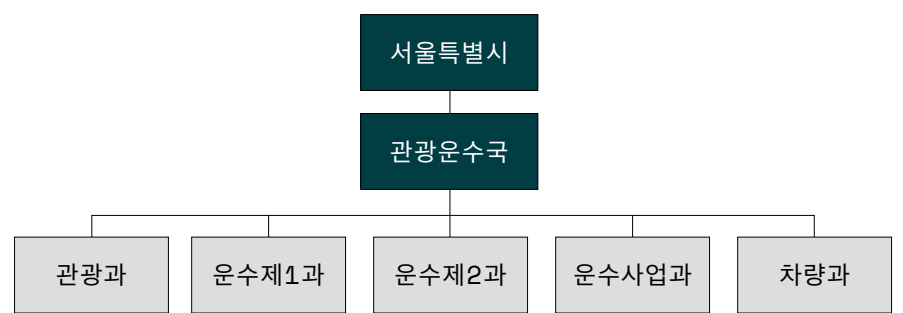 서울특별시
관광운수국
관광과
운수제1과
운수제2과
운수사업과
차량과